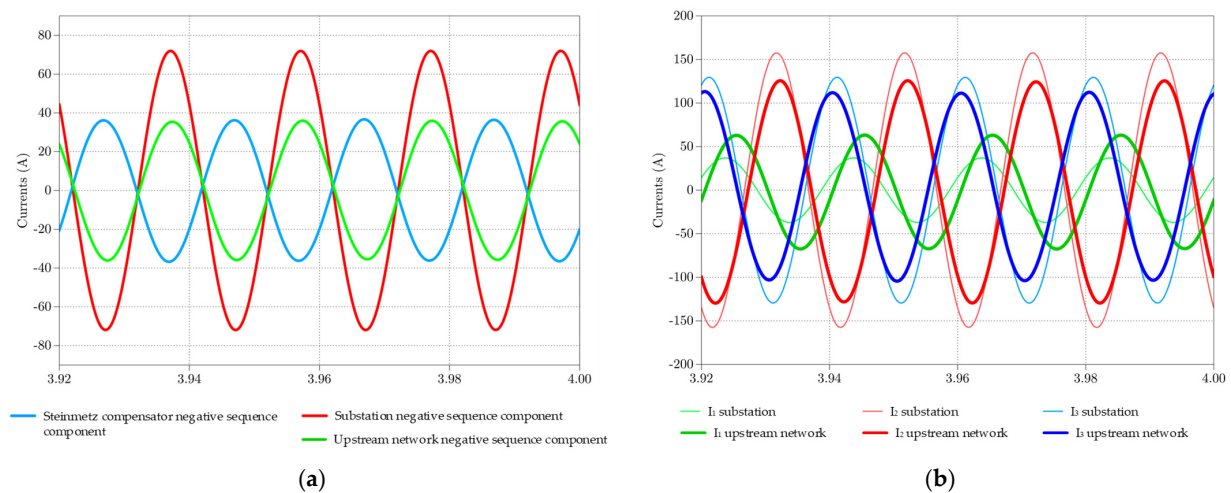 80
60
40
20
0
-20
-40
-60
-80
Currents (A)
3.92
3.94
3.96
3.98
4.00
Steinmetz compensator negative sequence
component
Substation negative sequence component
Upstream network negative sequence component
(a)
200
150
100
50
0
-50
-100
-150
-200
Currents (A)
3.92
3.94
3.96
3.98
4.00
I₁ substation
I₂ substation
I₃ substation
I₁ upstream network
I₂ upstream network
I₃ upstream network
(b)